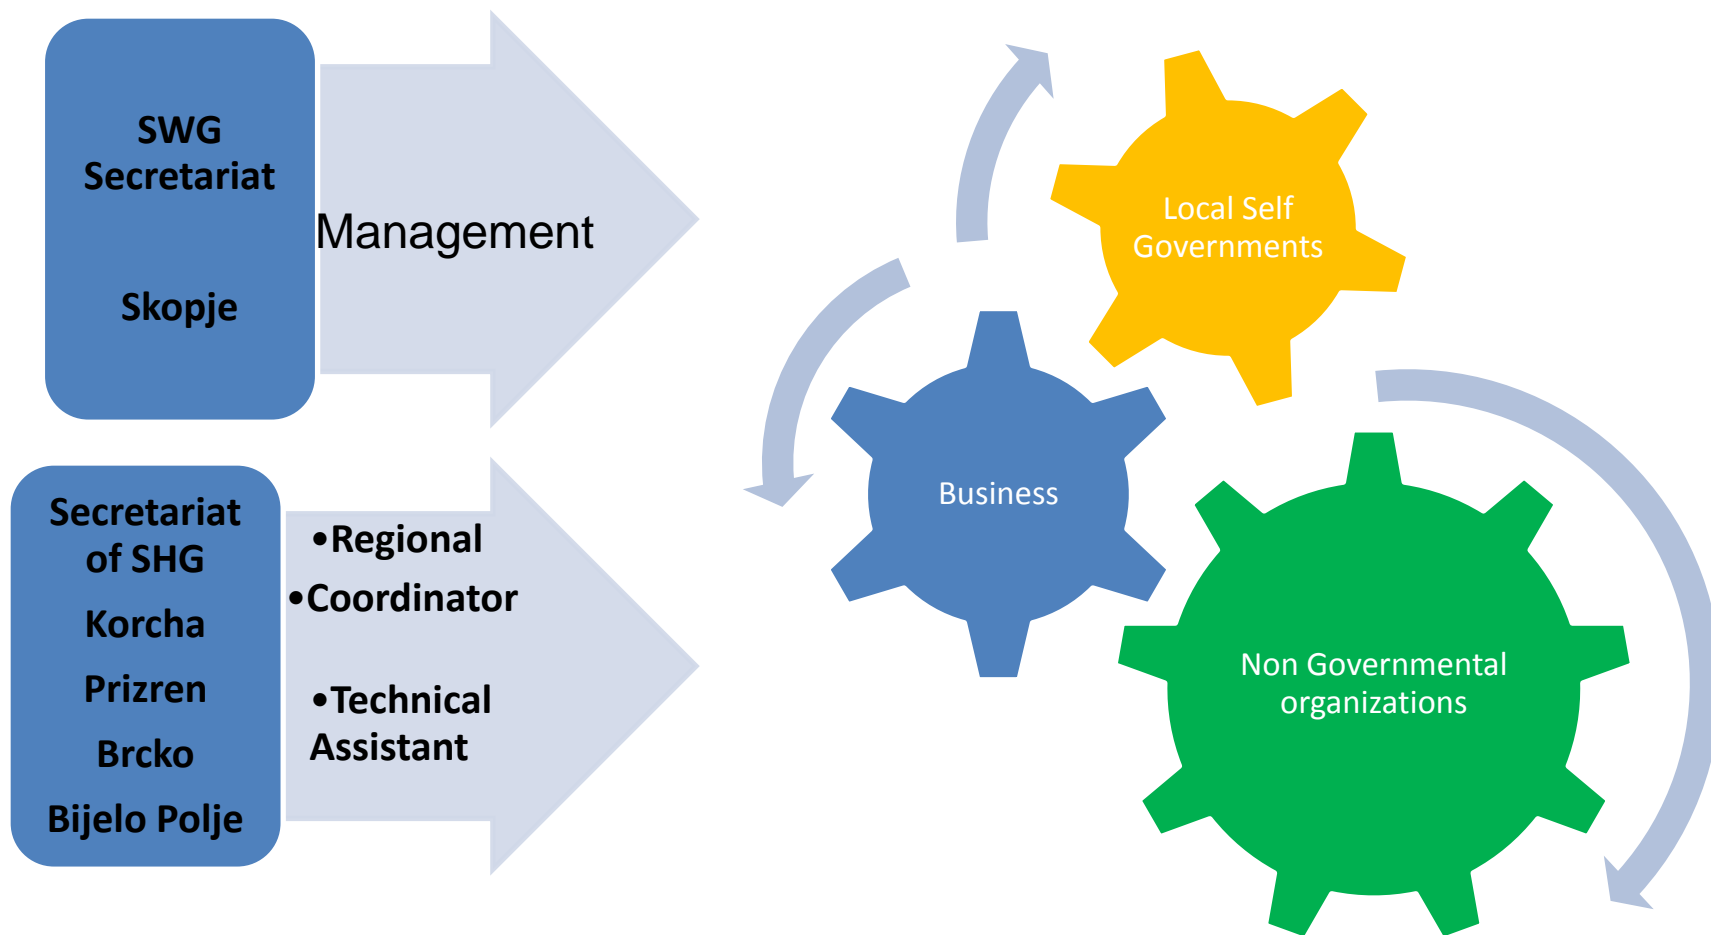 SWG
Secretariat
Skopje
Management
Secretariat
of SHG
Korcha
Prizren
Brcko
Bijelo Polje
•Regional
•Coordinator
•Technical
Assistant
Local Self
Governments
Business
Non Governmental
organizations